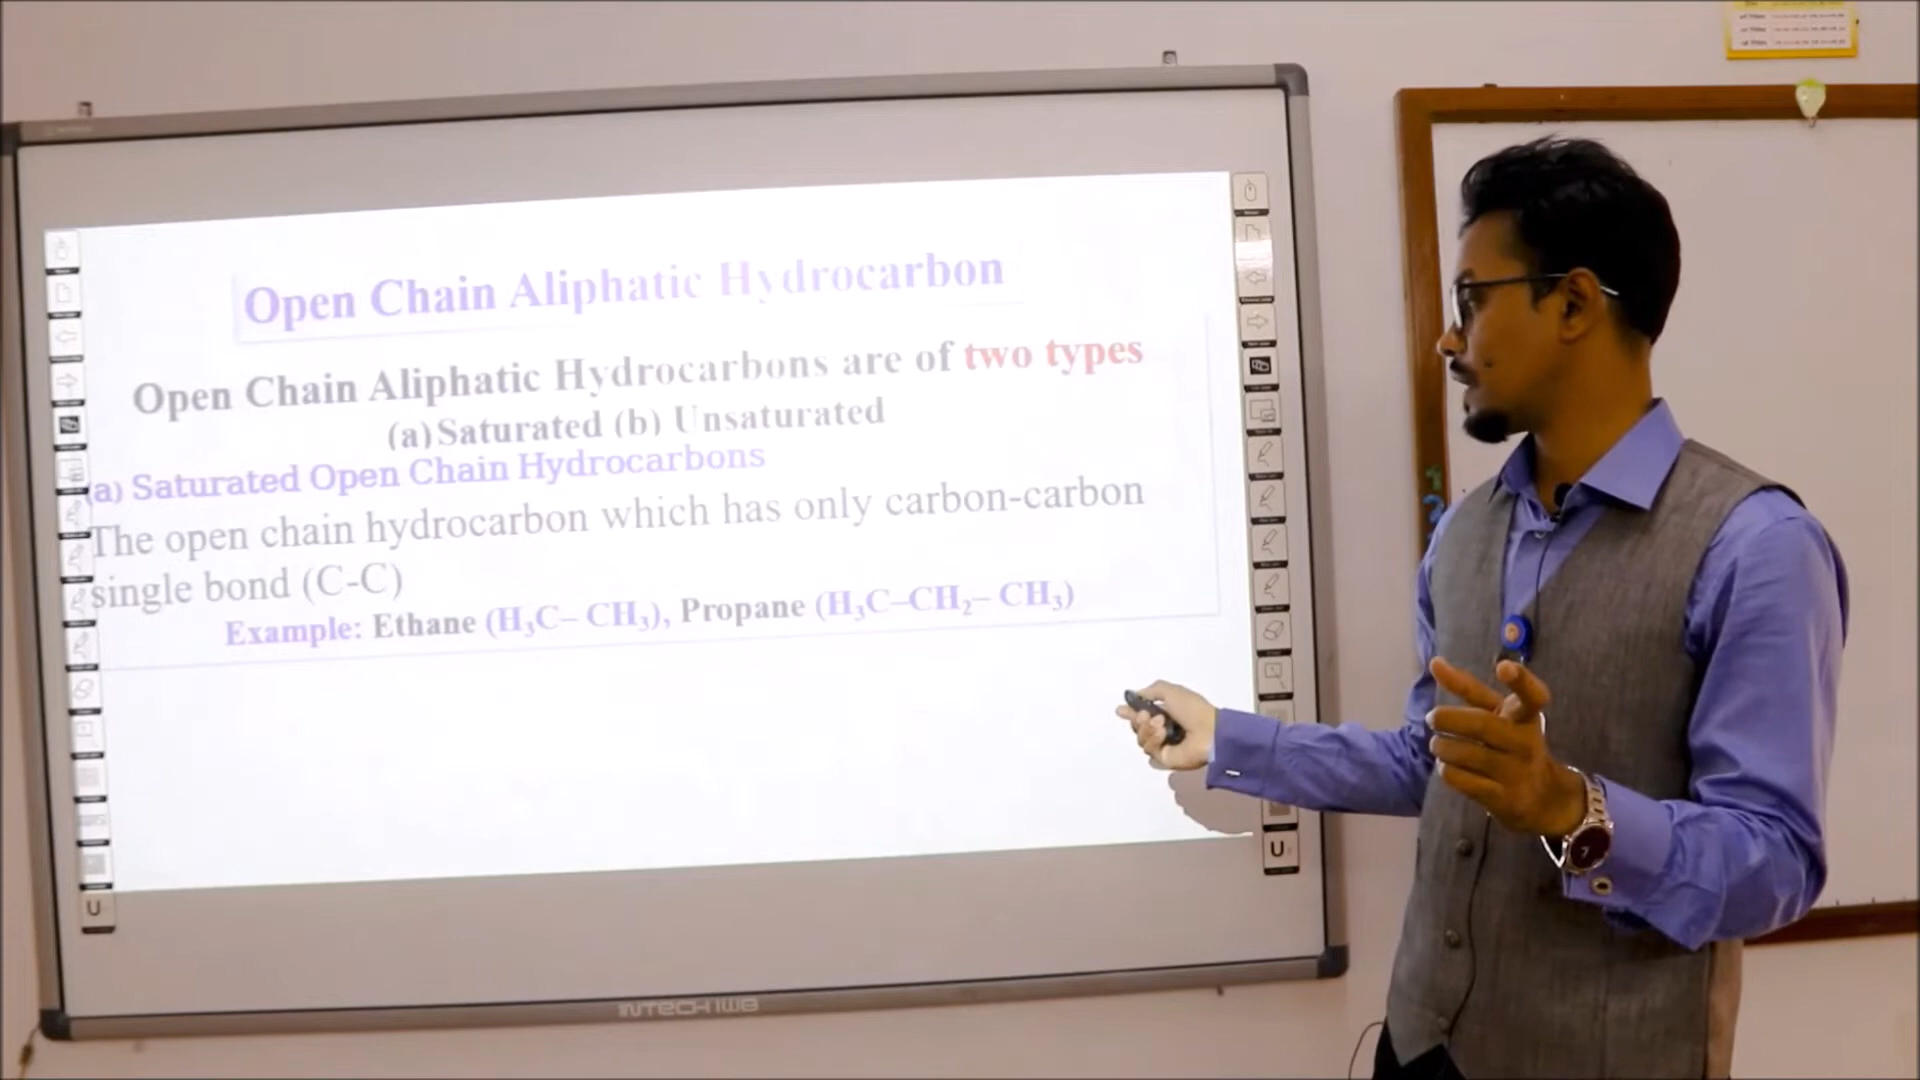 Open Chain Aliphatic Hydrocarbon
Open Chain Aliphatic Hydrocarbons are of two types
(a) Saturated (b) Unsaturated
(a) Saturated Open Chain Hydrocarbons
The open chain hydrocarbon which has only carbon-carbon
single bond (C-C)
Example: Ethane (H₃C– CH₃), Propane (H₃C–CH₂– CH₃)
U
U
INTECH IWB